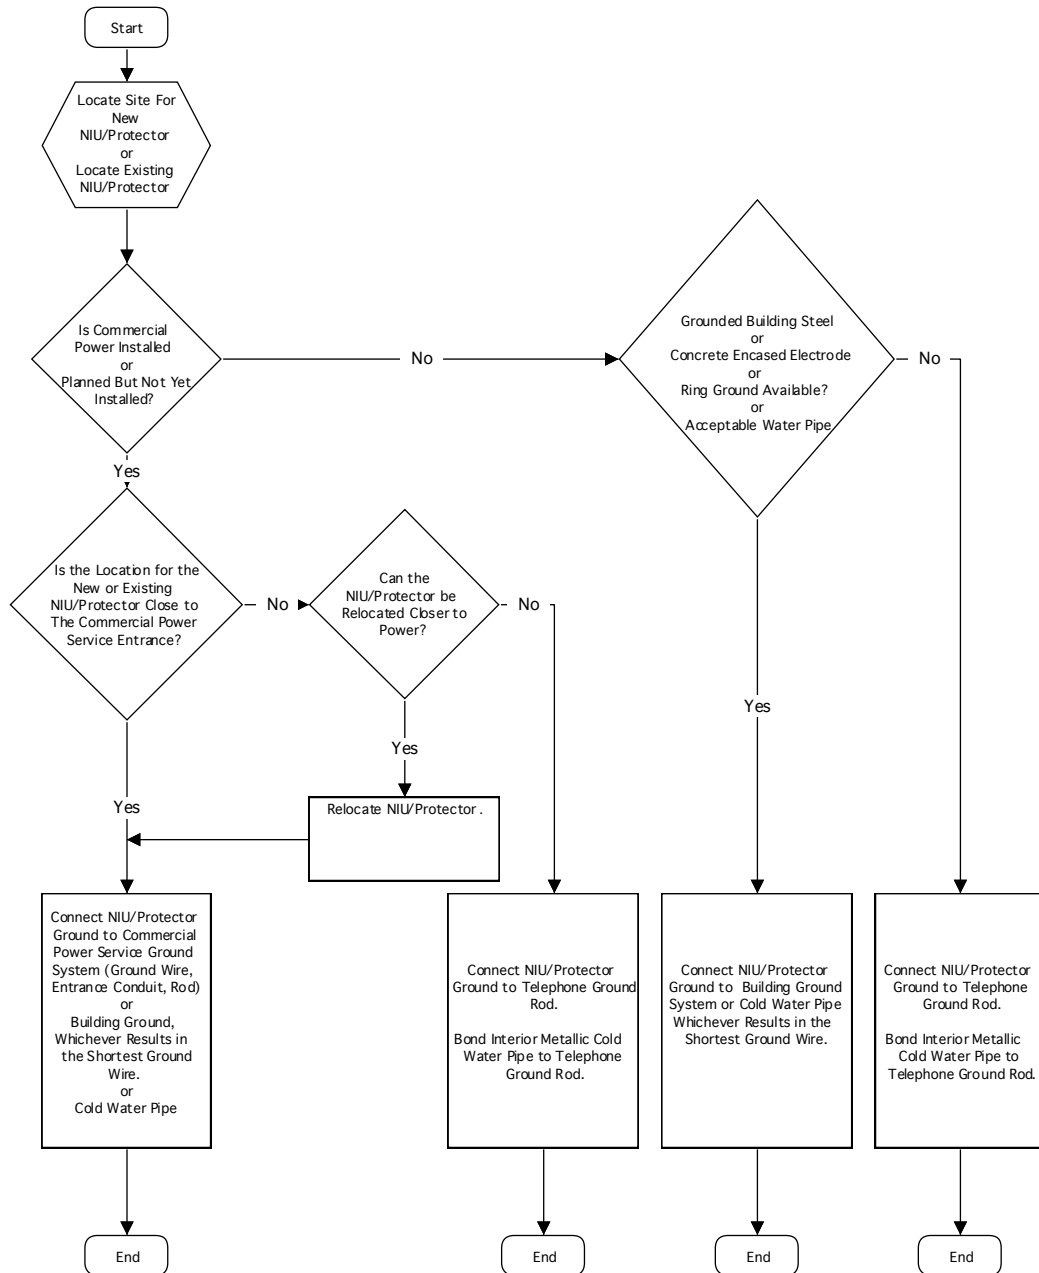 Start
Locate Site For
New
NIU/Protector
or
Locate Existing
NIU/Protector
Is Commercial
Power Installed
or
Planned But Not Yet
Installed?
No
Grounded Building Steel
or
Concrete Encased Electrode
or
Ring Ground Available?
or
Acceptable Water Pipe
No
Yes
Is the Location for the
New or Existing
NIU/Protector Close to
The Commercial Power
Service Entrance?
No
Can the
NIU/Protector be
Relocated Closer to
Power?
No
Yes
Yes
Yes
Relocate NIU/Protector.
Connect NIU/Protector
Ground to Commercial
Power Service Ground
System (Ground Wire,
Entrance Conduit, Rod)
or
Building Ground,
Whichever Results in
the Shortest Ground
Wire.
or
Cold Water Pipe
Connect NIU/Protector
Ground to Telephone Ground
Rod.
Bond Interior Metallic Cold
Water Pipe to Telephone
Ground Rod.
Connect NIU/Protector
Ground to Building Ground
System or Cold Water Pipe
Whichever Results in the
Shortest Ground Wire.
Connect NIU/Protector
Ground to Telephone
Ground Rod.
Bond Interior Metallic
Cold Water Pipe to
Telephone Ground Rod.
End
End
End
End